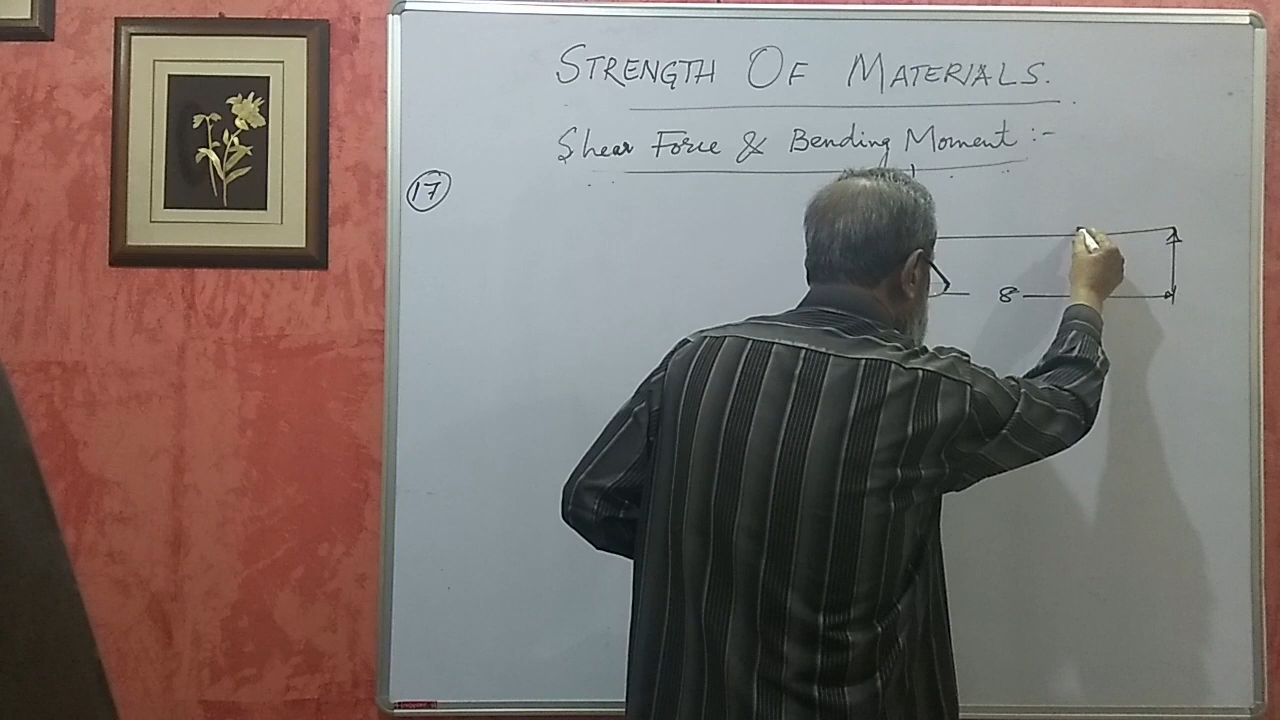 STRENGTH OF MATERIALS.
Shear Force & Bending Moment :-
17
8